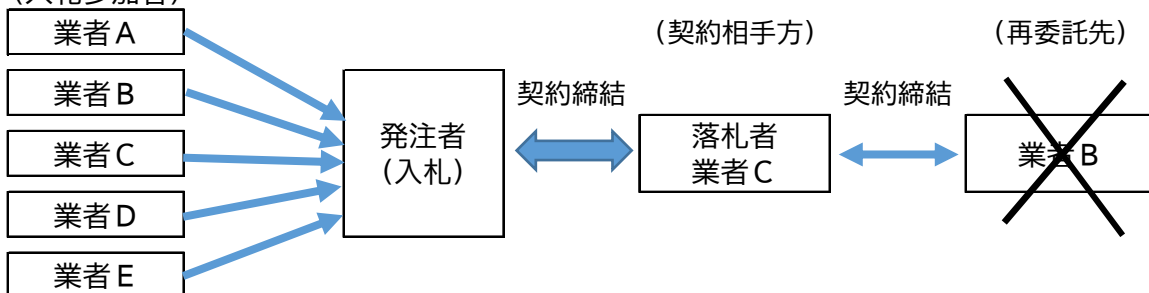 (入札参加者)
業者A
業者B
業者C
業者D
業者E
発注者
(入札)
契約締結
(契約相手方)
落札者
業者C
契約締結
(再委託先)
業者B